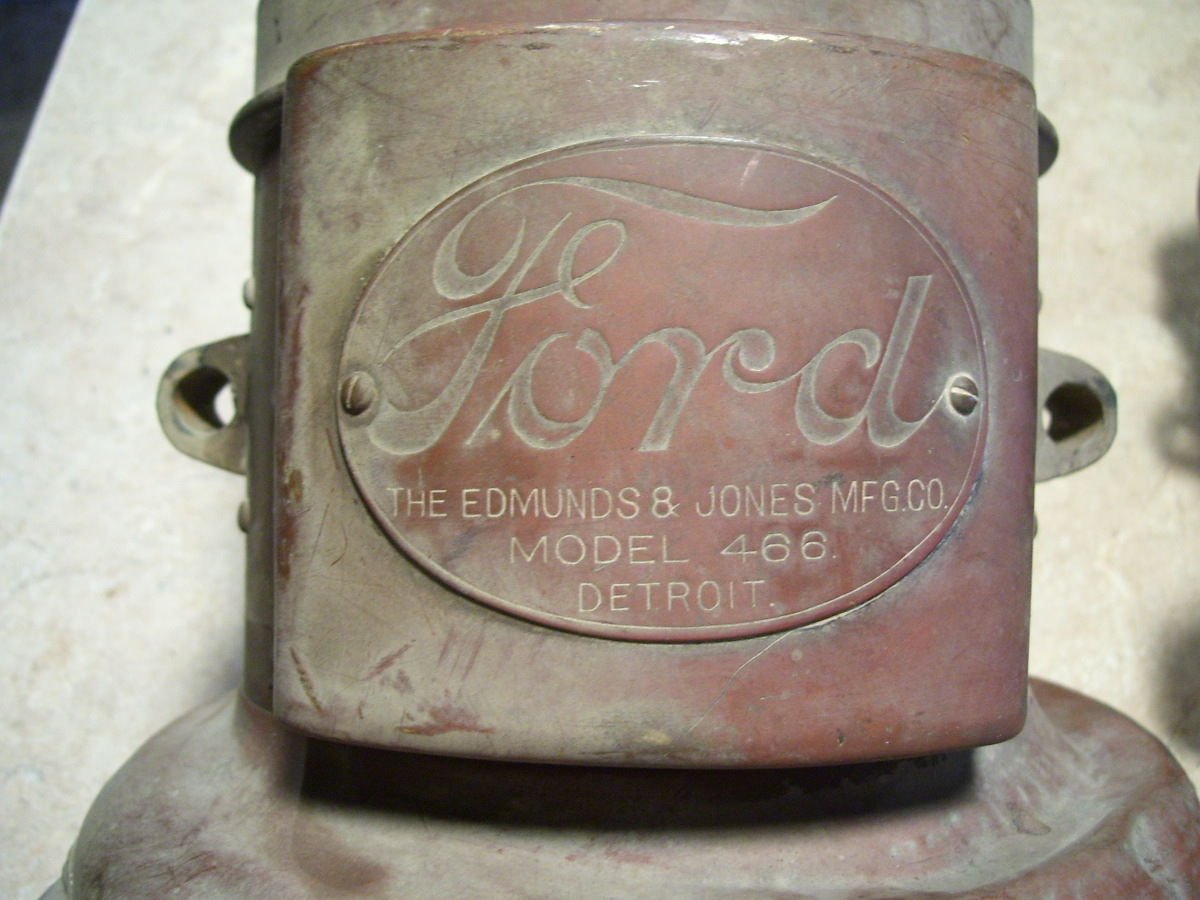 Ford
THE EDMUNDS & JONES MFG.CO.
MODEL 466.
DETROIT.